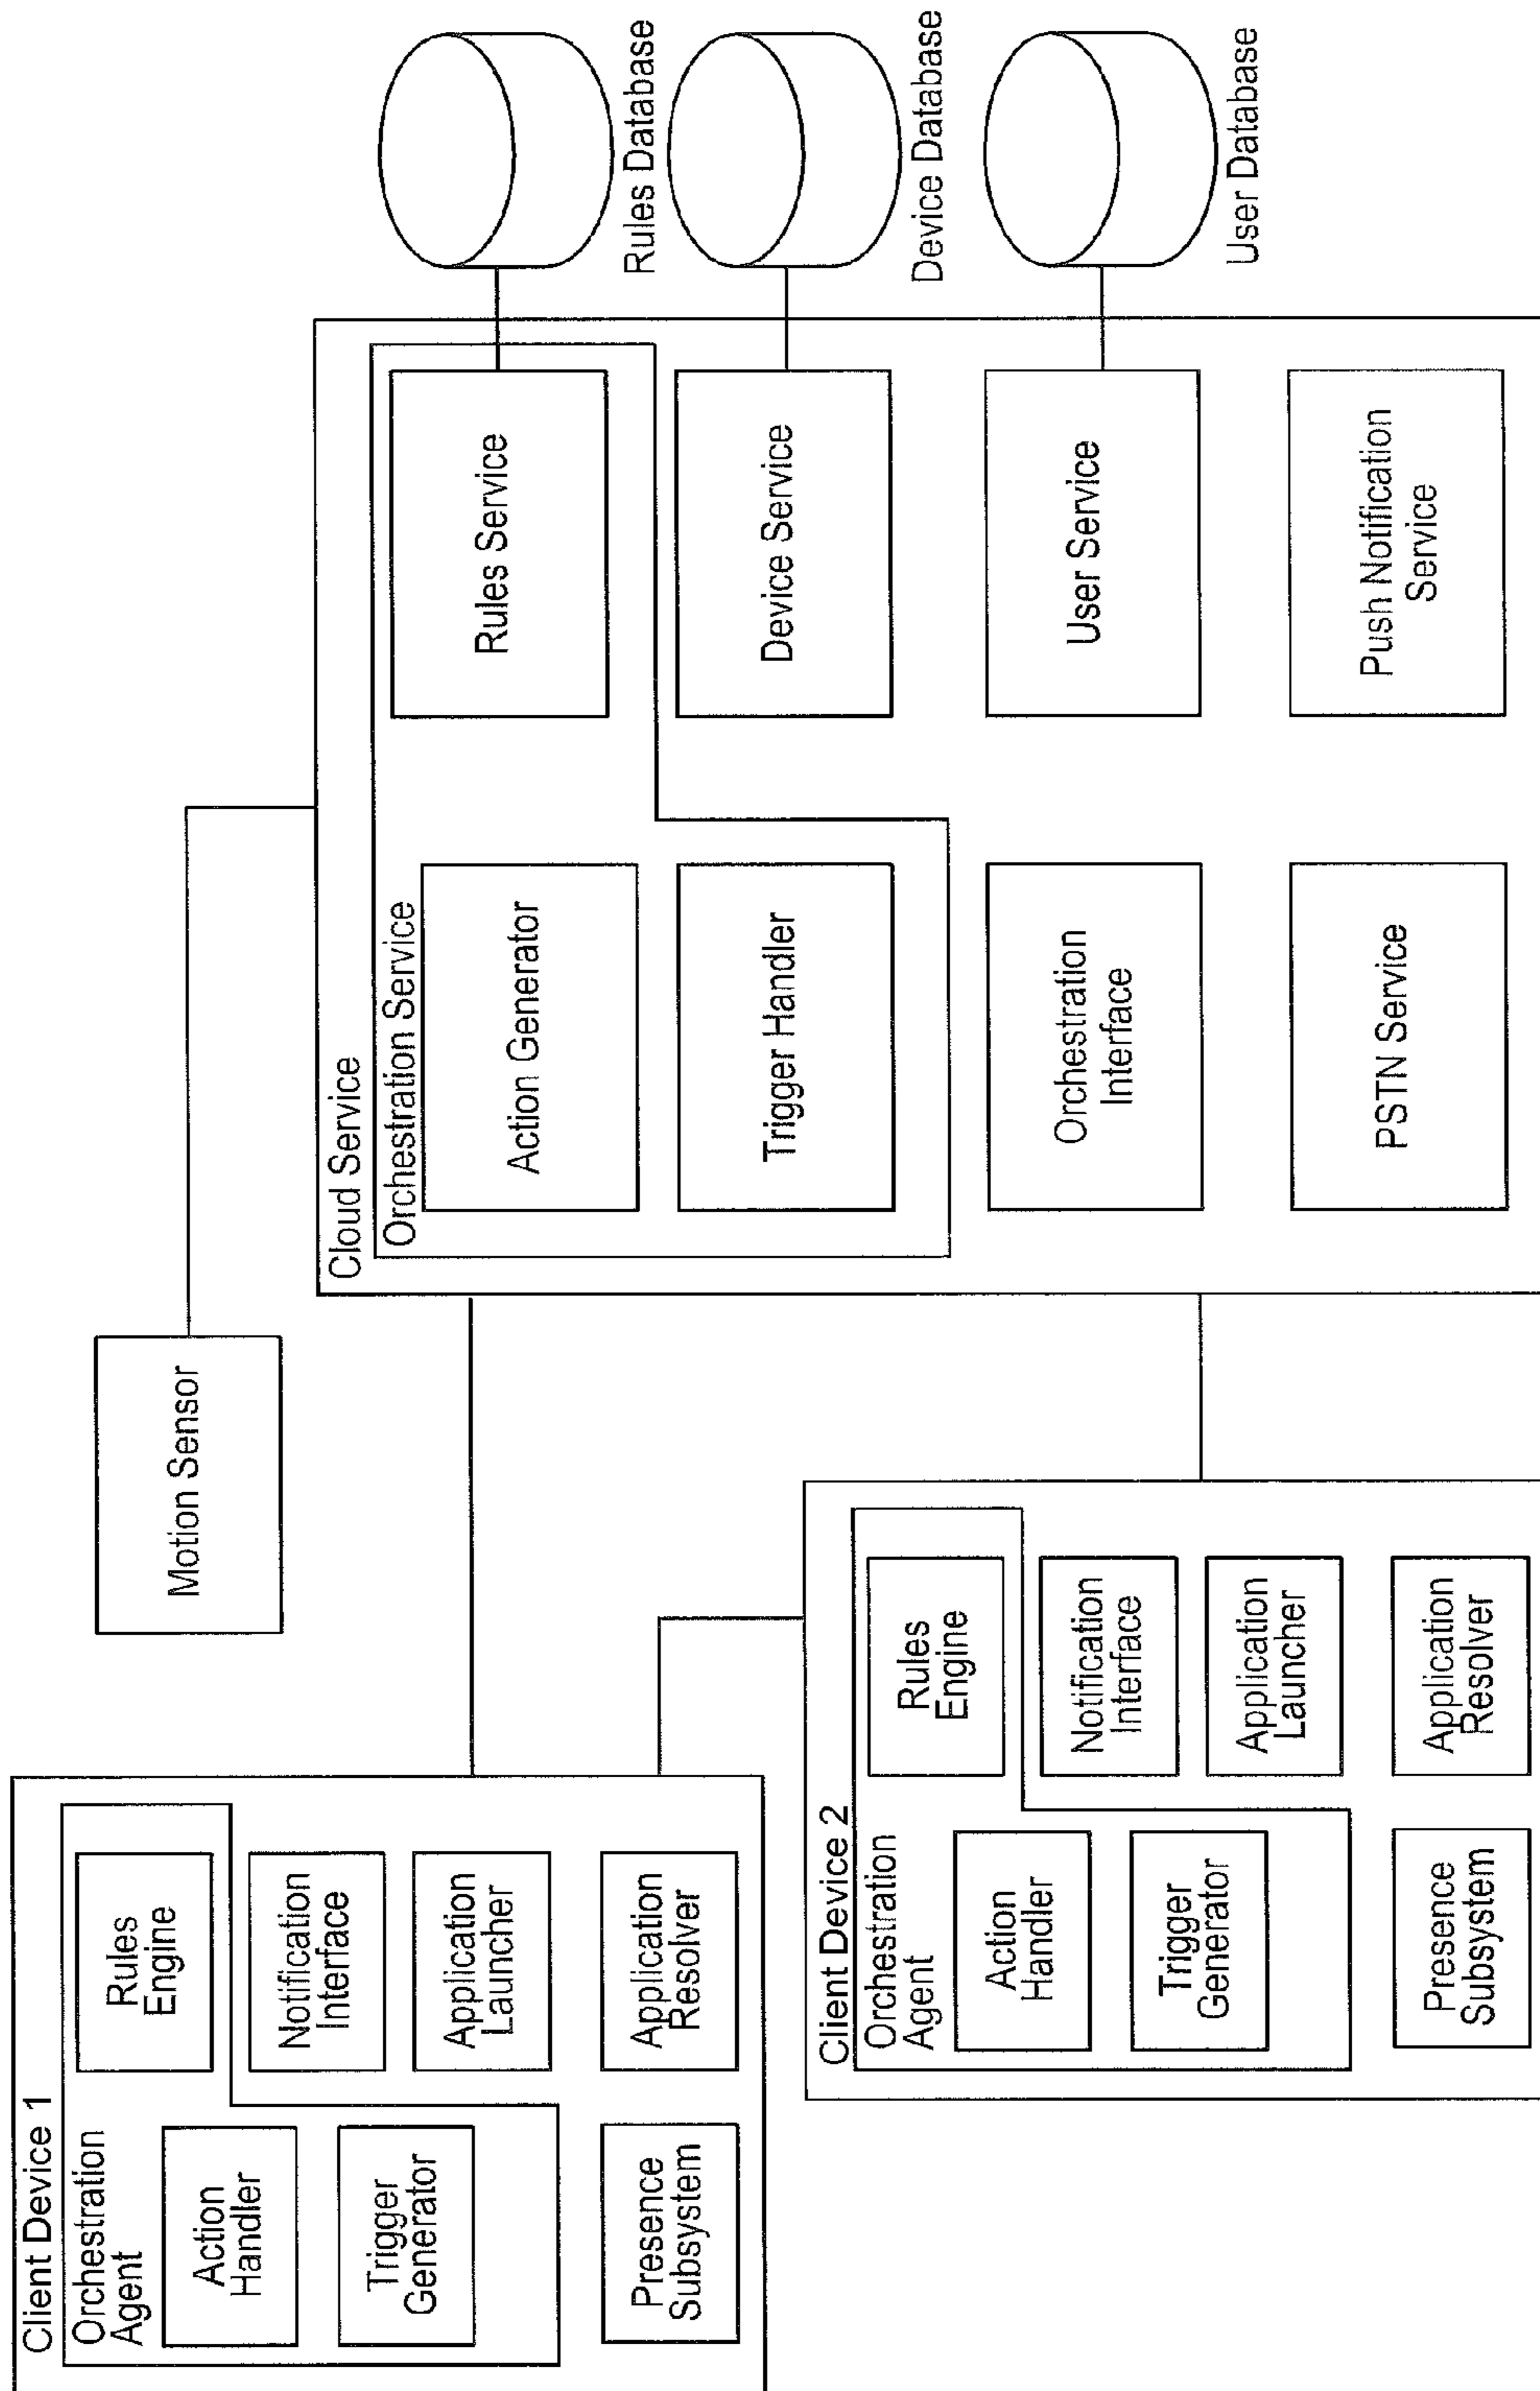 Client Device 1
Orchestration
Agent
Rules
Engine
Action
Handler
Notification
Interface
Trigger
Generator
Application
Launcher
Presence
Subsystem
Application
Resolver
Client Device 2
Orchestration
Agent
Rules
Engine
Action
Handler
Notification
Interface
Trigger
Generator
Application
Launcher
Presence
Subsystem
Application
Resolver
Motion Sensor
Cloud Service
Orchestration Service
Action Generator
Rules Service
Trigger Handler
Device Service
Orchestration
Interface
User Service
PSTN Service
Push Notification
Service
Rules Database
Device Database
User Database